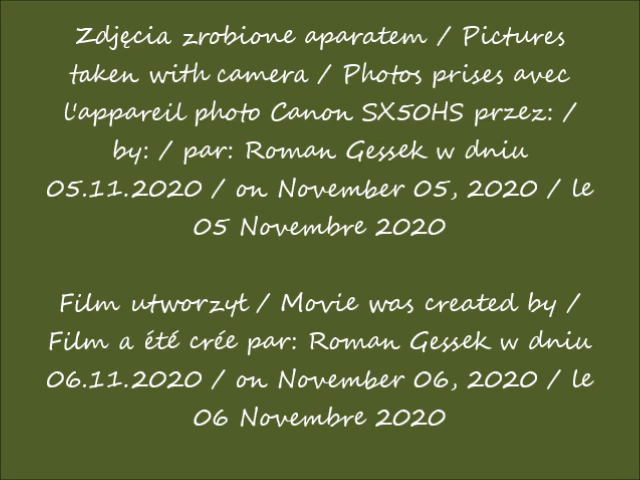 Zdjęcia zrobione aparatem / Pictures
taken with camera / Photos prises avec
l'appareil photo Canon SX50HS przez: /
by: / par: Roman Gessek w dniu
05.11.2020 / on November 05, 2020 / le
05 Novembre 2020
Film utworzył / Movie was created by /
Film a été crée par: Roman Gessek w dniu
06.11.2020 / on November 06, 2020 / le
06 Novembre 2020